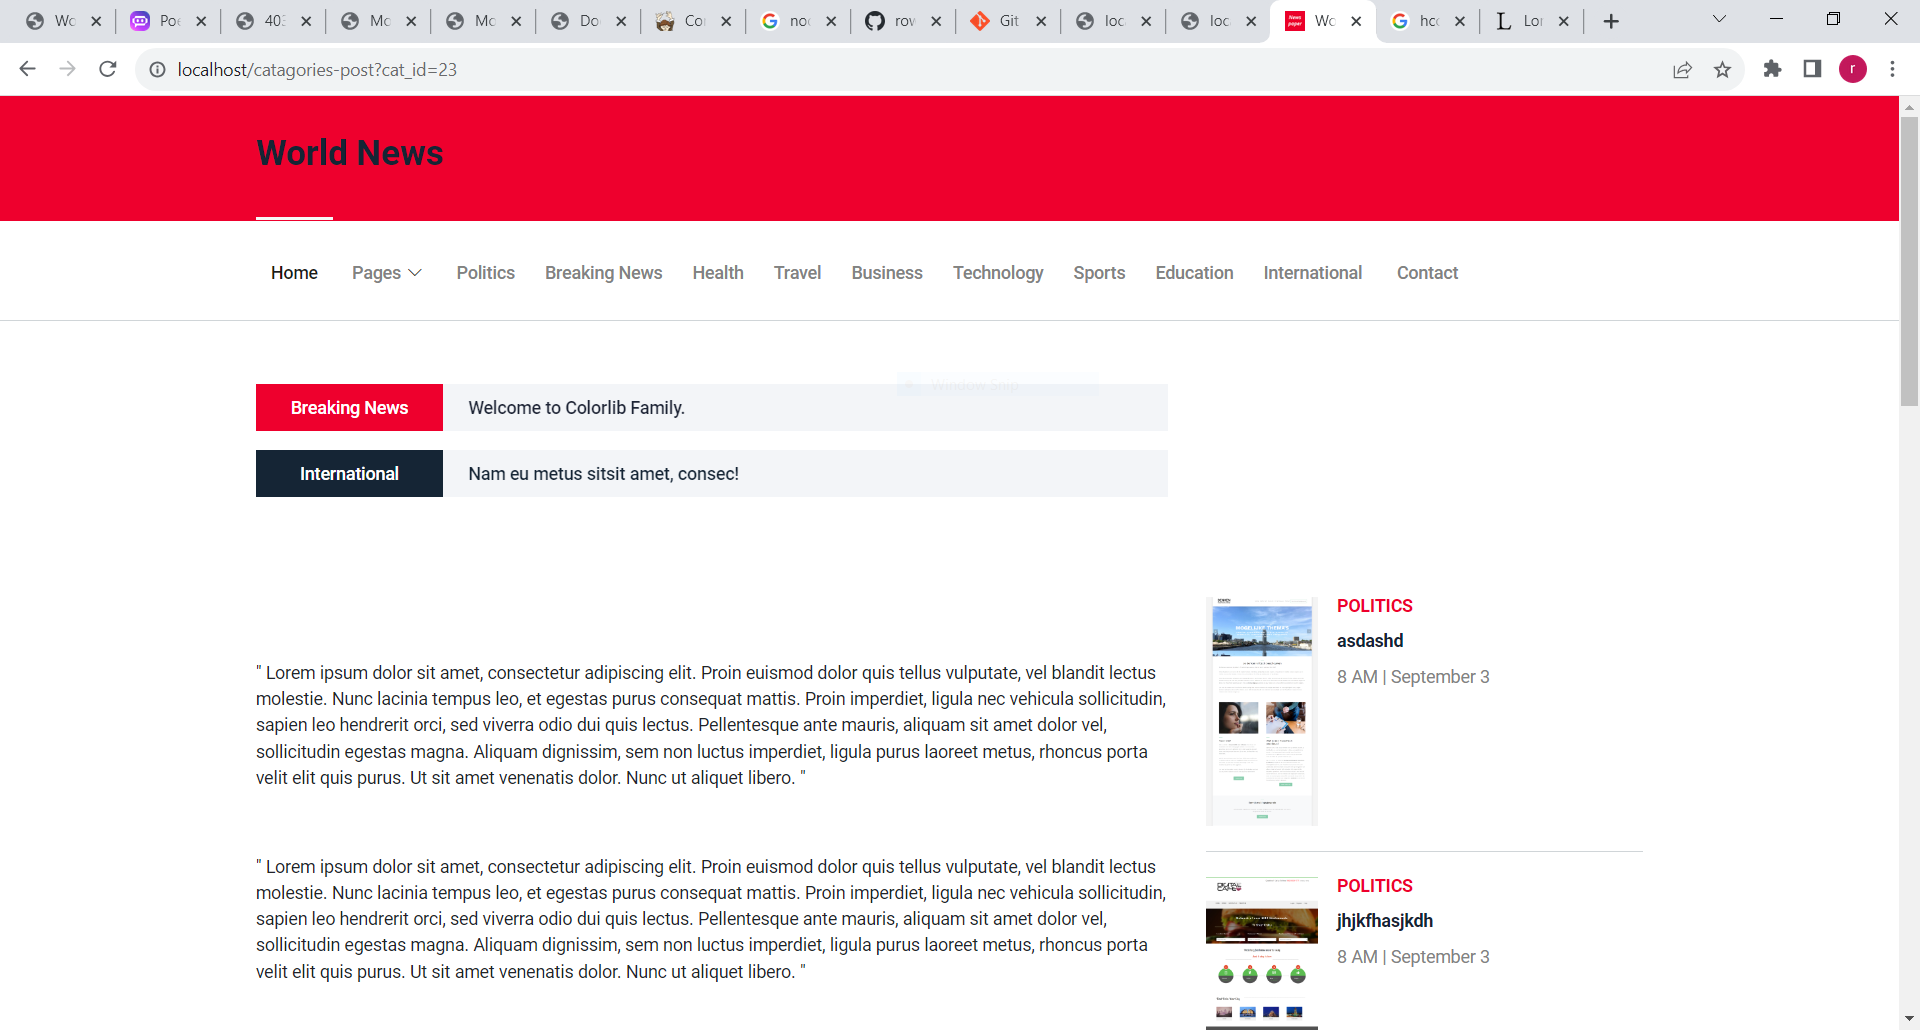 Wo
Poe
403
Mo
Mo
Do
Co
no
row
Git
loc
loc
Wo
hc
Lo
localhost/catagories-post?cat_id=23
r
World News
Home Pages Politics Breaking News Health Travel Business Technology Sports Education International Contact
Window Snip
Breaking News Welcome to Colorlib Family.
International Nam eu metus sitsit amet, consec!
" Lorem ipsum dolor sit amet, consectetur adipiscing elit. Proin euismod dolor quis tellus vulputate, vel blandit lectus
molestie. Nunc lacinia tempus leo, et egestas purus consequat mattis. Proin imperdiet, ligula nec vehicula sollicitudin,
sapien leo hendrerit orci, sed viverra odio dui quis lectus. Pellentesque ante mauris, aliquam sit amet dolor vel,
sollicitudin egestas magna. Aliquam dignissim, sem non luctus imperdiet, ligula purus laoreet metus, rhoncus porta
velit elit quis purus. Ut sit amet venenatis dolor. Nunc ut aliquet libero. "
" Lorem ipsum dolor sit amet, consectetur adipiscing elit. Proin euismod dolor quis tellus vulputate, vel blandit lectus
molestie. Nunc lacinia tempus leo, et egestas purus consequat mattis. Proin imperdiet, ligula nec vehicula sollicitudin,
sapien leo hendrerit orci, sed viverra odio dui quis lectus. Pellentesque ante mauris, aliquam sit amet dolor vel,
sollicitudin egestas magna. Aliquam dignissim, sem non luctus imperdiet, ligula purus laoreet metus, rhoncus porta
velit elit quis purus. Ut sit amet venenatis dolor. Nunc ut aliquet libero. "
POLITICS
asdashd
8 AM | September 3
POLITICS
jhjkfhasjkdh
8 AM | September 3